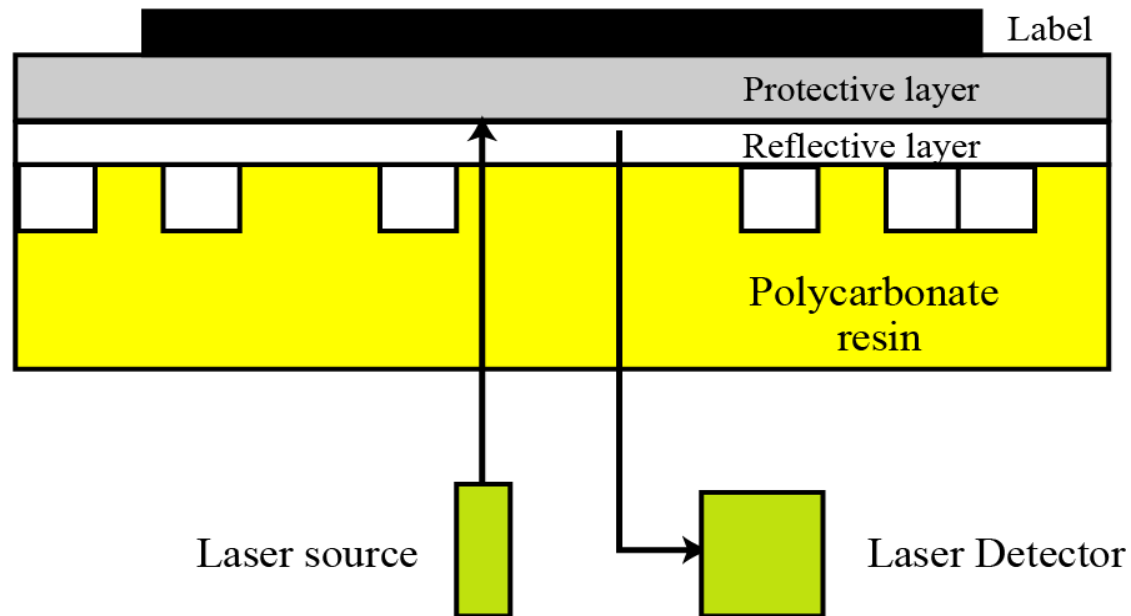 Label
Protective layer
Reflective layer
Polycarbonate
resin
Laser source
Laser Detector